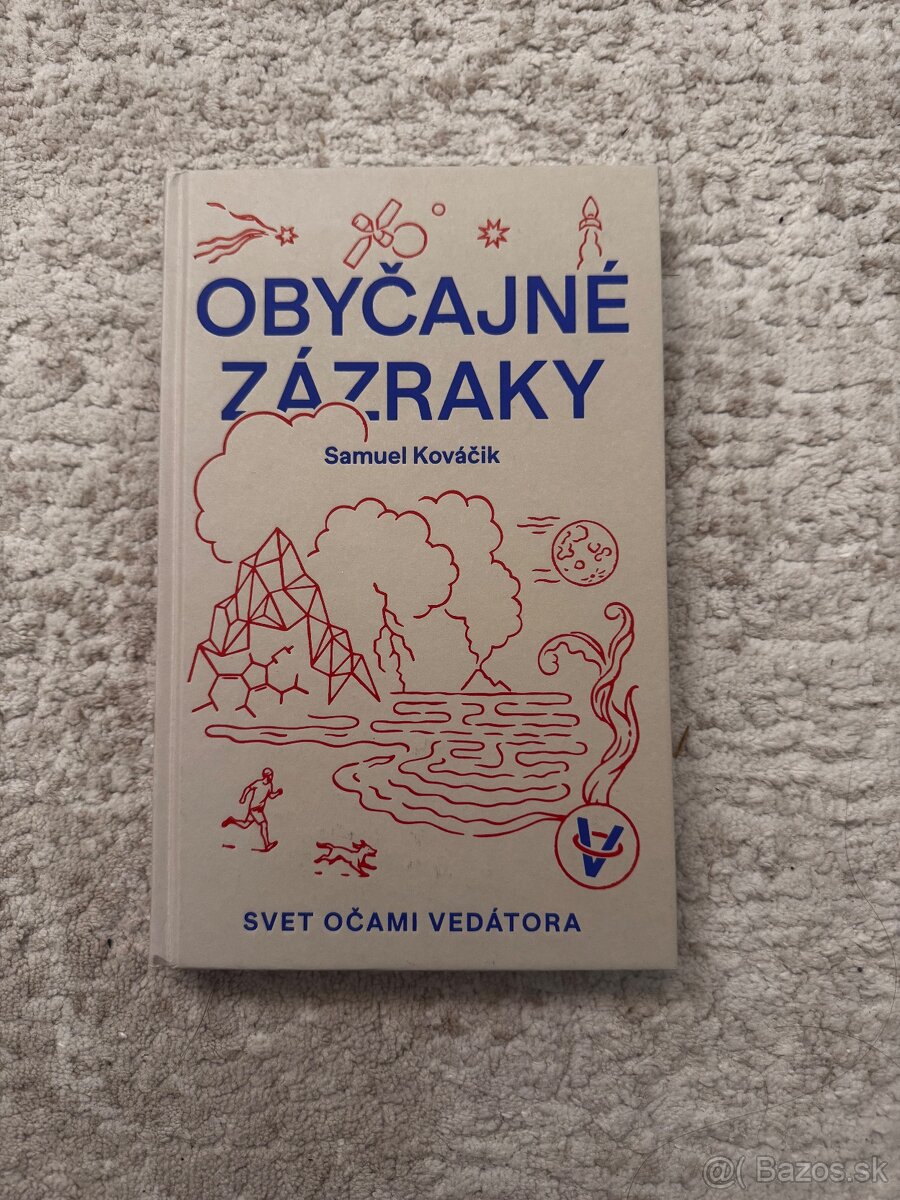 OBYČAJNÉ
ZÁZRAKY
Samuel Kováčik
V
SVET OČAMI VEDÁTORA
@( Bazos.sk